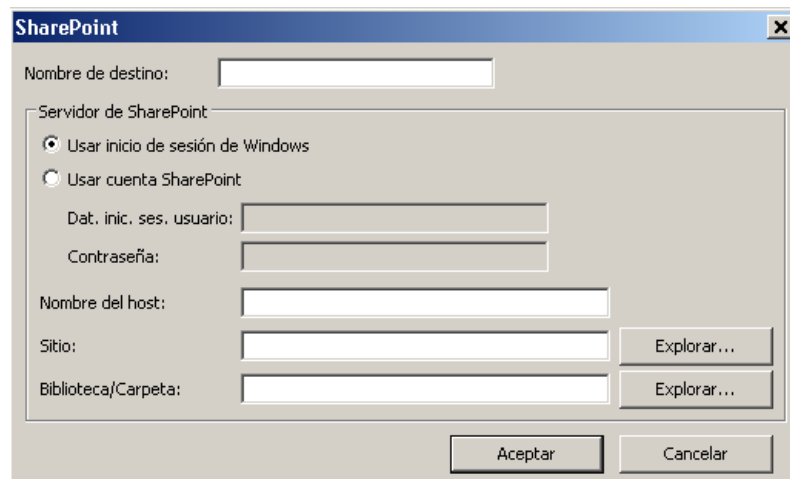 SharePoint
Nombre de destino:
Servidor de SharePoint
Usar inicio de sesión de Windows
Usar cuenta SharePoint
Dat. inic. ses. usuario:
Contraseña:
Nombre del host:
Sitio:
Explorar...
Biblioteca/Carpeta:
Explorar...
Aceptar
Cancelar